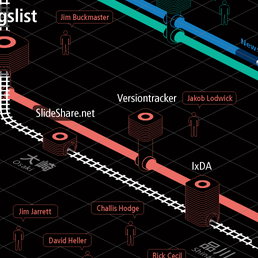 gslist
Jim Buckmaster
New
Versiontracker
Jakob Lodwick
SlideShare.net
大崎
Osaki
IxDA
Jim Jarrett
Challis Hodge
David Heller
Rick Cecil
品川
Shina